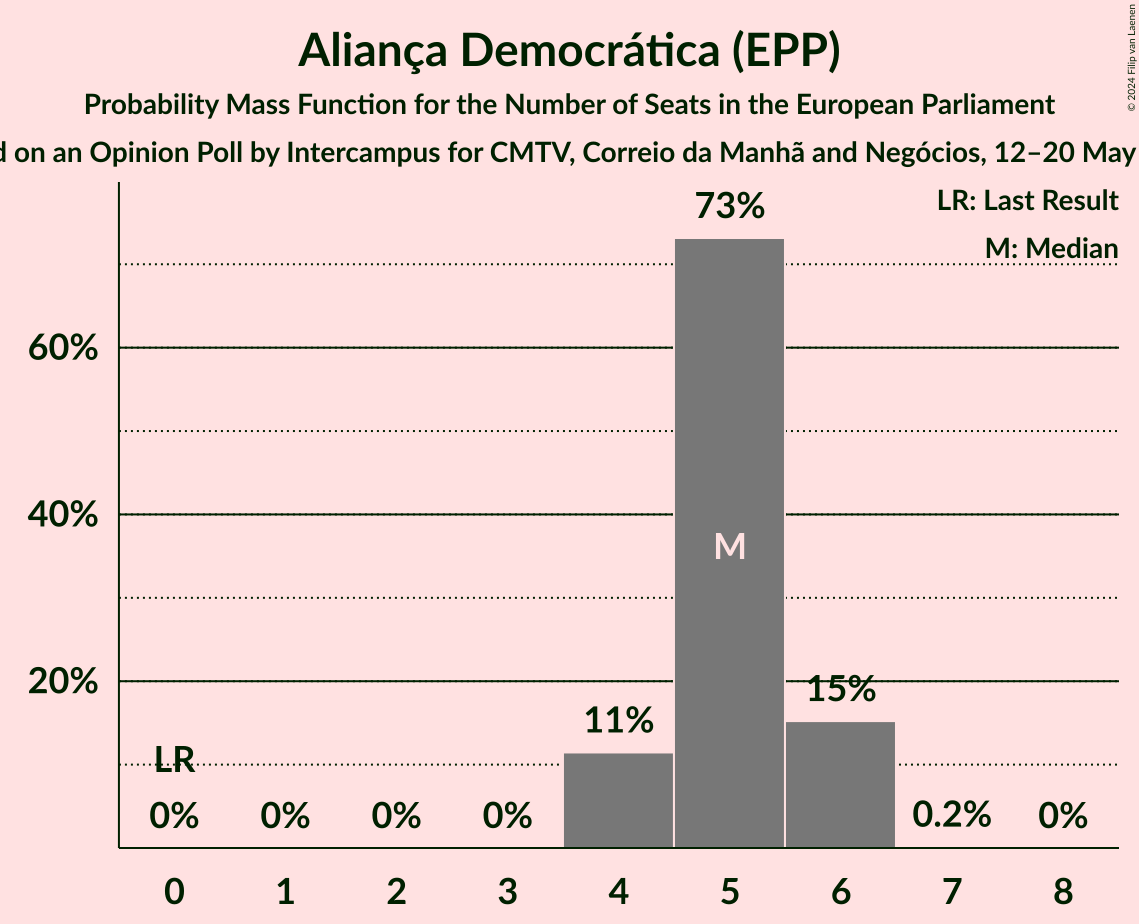 Aliança Democrática (EPP)
Probability Mass Function for the Number of Seats in the European Parliament
on an Opinion Poll by Intercampus for CMTV, Correio da Manhã and Negócios, 12–20 May
© 2024 Filip van Laenen
LR: Last Result
M: Median
73%
60%
40%
M
20%
15%
11%
LR
0% 0% 0% 0% 0.2% 0%
0 1 2 3 4 5 6 7 8